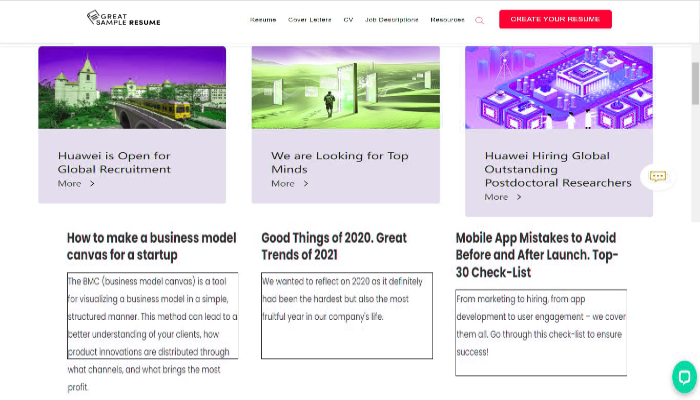 GREAT
SAMPLE RESUME
Resume Cover Letters CV Job Descriptions Resources
CREATE YOUR RESUME
Huawei is Open for
Global Recruitment
More >
We are Looking for Top
Minds
More >
Huawei Hiring Global
Outstanding
Postdoctoral Researchers
More >
How to make a business model
canvas for a startup
The BMC (business model canvas) is a tool
for visualizing a business model in a simple,
structured manner. This method can lead to a
better understanding of your clients, how
product innovations are distributed through
what channels, and what brings the most
profit.
Good Things of 2020. Great
Trends of 2021
We wanted to reflect on 2020 as it definitely
had been the hardest but also the most
fruitful year in our company's life.
Mobile App Mistakes to Avoid
Before and After Launch. Top-
30 Check-List
From marketing to hiring, from app
development to user engagement – we cover
them all. Go through this check-list to ensure
success!